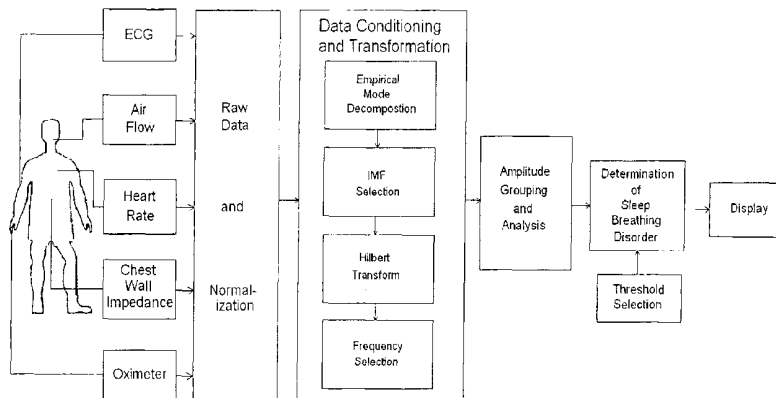 ECG
Air
Flow
Heart
Rate
Chest
Wall
Impedance
Oximeter
Raw
Data
and
Normal-
ization
Data Conditioning
and Transformation
Empirical
Mode
Decompostion
IMF
Selection
Hilbert
Transform
Frequency
Selection
Amplitude
Grouping
and
Analysis
Determination
of
Sleep
Breathing
Disorder
Threshold
Selection
Display